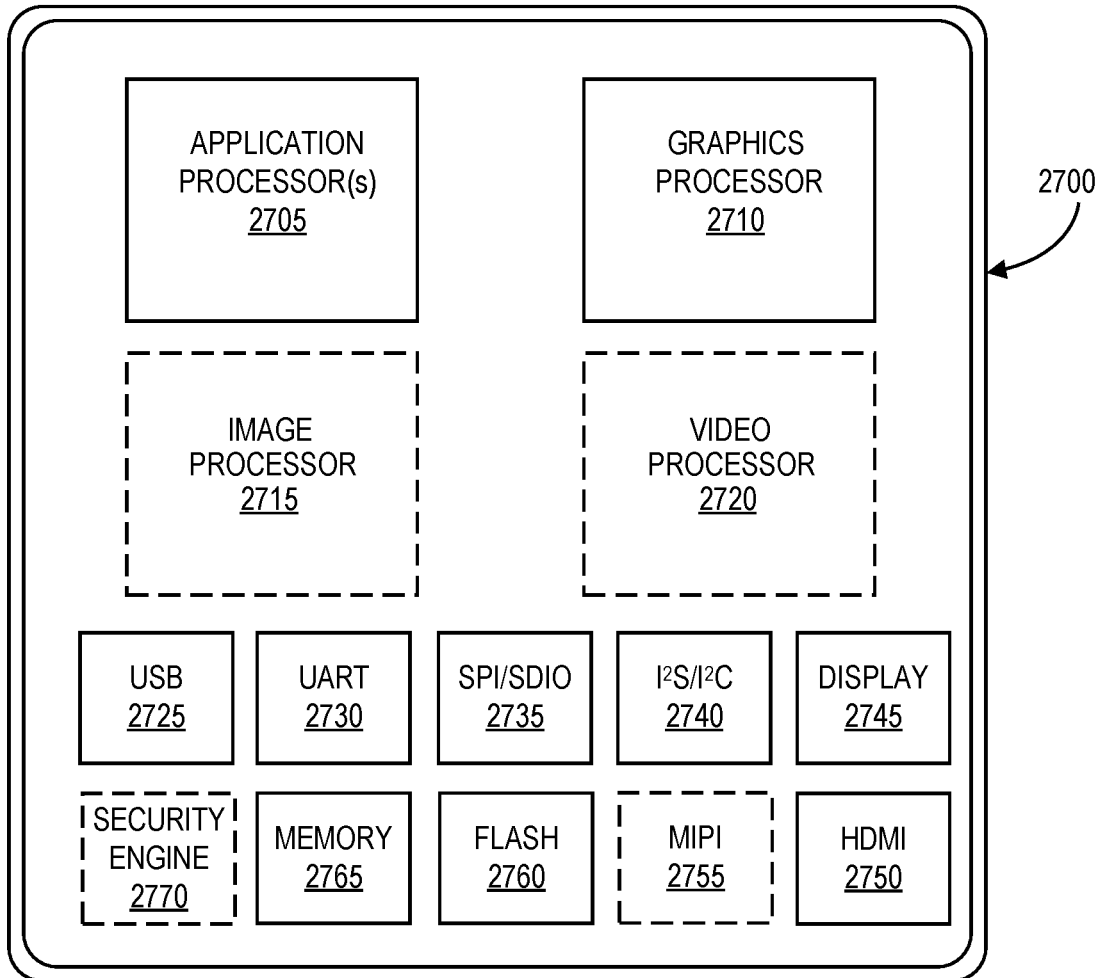 APPLICATION
PROCESSOR(s)
2705
GRAPHICS
PROCESSOR
2710
2700
IMAGE
PROCESSOR
2715
VIDEO
PROCESSOR
2720
USB
2725
UART
2730
SPI/SDIO
2735
I²S/I²C
2740
DISPLAY
2745
SECURITY
ENGINE
2770
MEMORY
2765
FLASH
2760
MIPI
2755
HDMI
2750